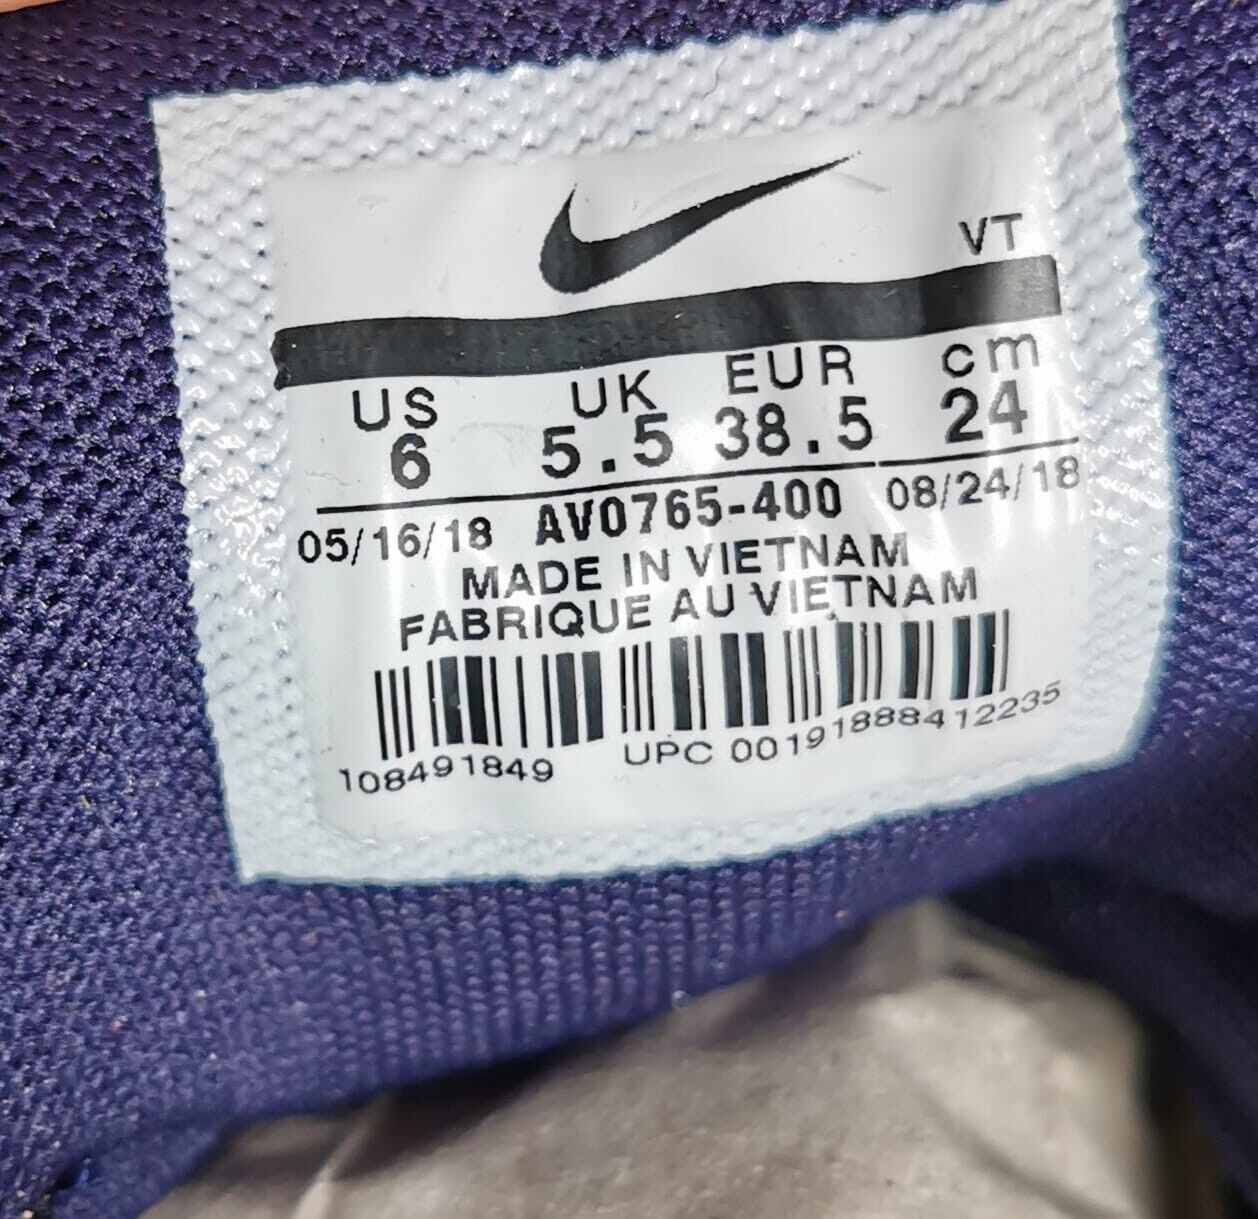 VT
US UK EUR cm
6 5.5 38.5 24
05/16/18 AV0765-400 08/24/18
MADE IN VIETNAM
FABRIQUE AU VIETNAM
108491849 UPC 00191888412235